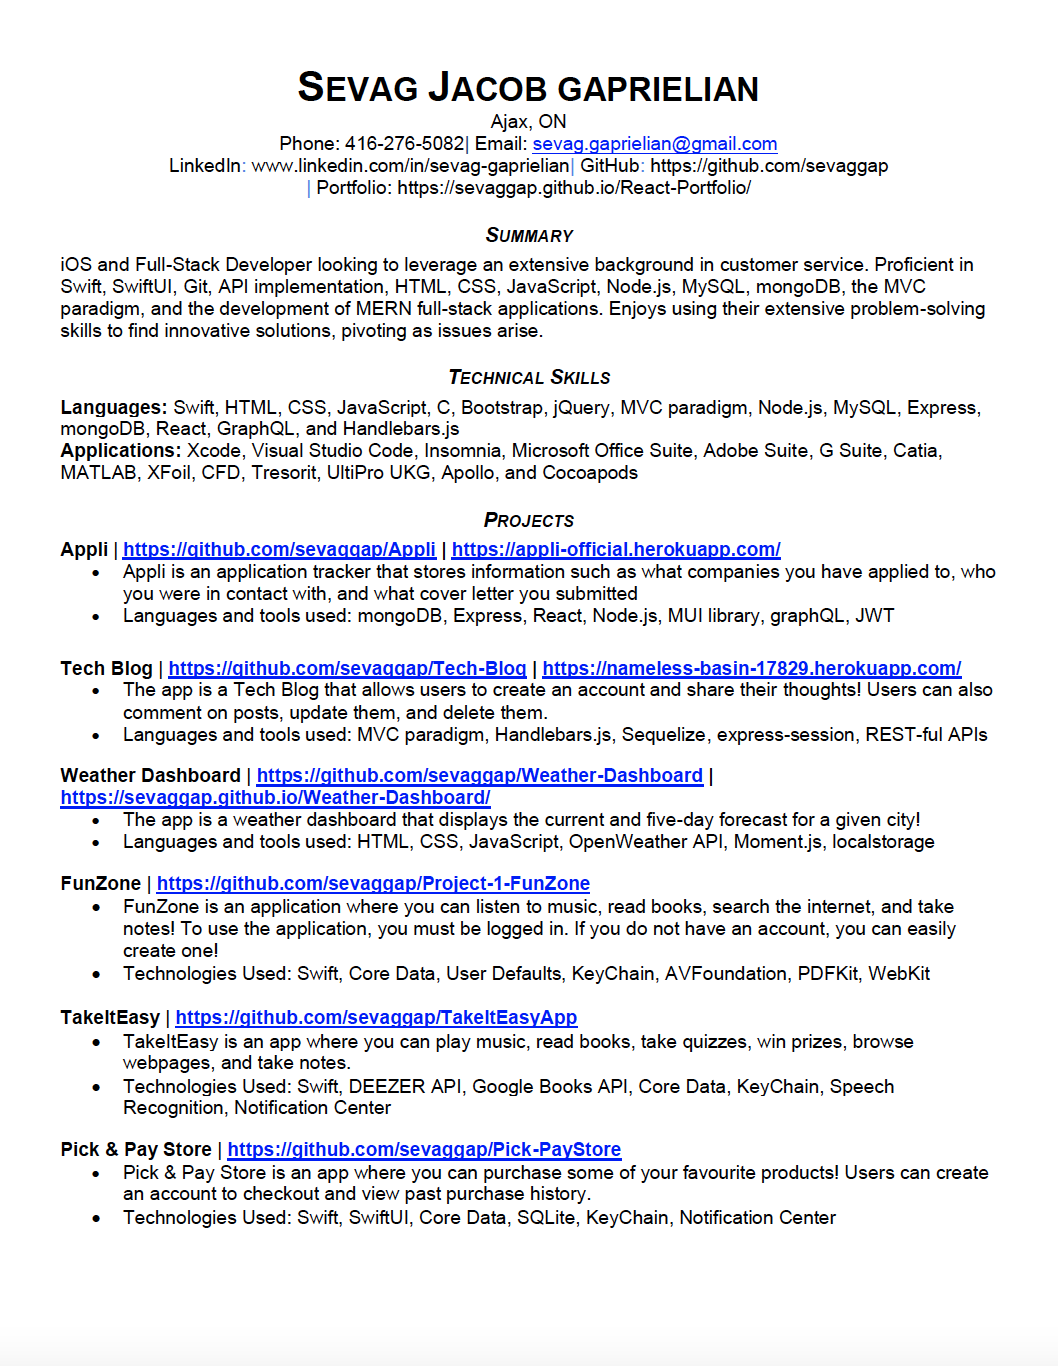 SEVAG JACOB GAPRIELIAN
Ajax, ON
Phone: 416-276-5082| Email: sevag.gaprielian@gmail.com
LinkedIn: www.linkedin.com/in/sevag-gaprielian| GitHub: https://github.com/sevaggap
| Portfolio: https://sevaggap.github.io/React-Portfolio/
SUMMARY
iOS and Full-Stack Developer looking to leverage an extensive background in customer service. Proficient in
Swift, SwiftUI, Git, API implementation, HTML, CSS, JavaScript, Node.js, MySQL, mongoDB, the MVC
paradigm, and the development of MERN full-stack applications. Enjoys using their extensive problem-solving
skills to find innovative solutions, pivoting as issues arise.
TECHNICAL SKILLS
Languages: Swift, HTML, CSS, JavaScript, C, Bootstrap, jQuery, MVC paradigm, Node.js, MySQL, Express,
mongoDB, React, GraphQL, and Handlebars.js
Applications: Xcode, Visual Studio Code, Insomnia, Microsoft Office Suite, Adobe Suite, G Suite, Catia,
MATLAB, XFoil, CFD, Tresorit, UltiPro UKG, Apollo, and Cocoapods
PROJECTS
Appli | https://github.com/sevaggap/Appli | https://appli-official.herokuapp.com/
• Appli is an application tracker that stores information such as what companies you have applied to, who
you were in contact with, and what cover letter you submitted
• Languages and tools used: mongoDB, Express, React, Node.js, MUI library, graphQL, JWT
Tech Blog | https://github.com/sevaggap/Tech-Blog | https://nameless-basin-17829.herokuapp.com/
• The app is a Tech Blog that allows users to create an account and share their thoughts! Users can also
comment on posts, update them, and delete them.
• Languages and tools used: MVC paradigm, Handlebars.js, Sequelize, express-session, REST-ful APIs
Weather Dashboard | https://github.com/sevaggap/Weather-Dashboard |
https://sevaggap.github.io/Weather-Dashboard/
• The app is a weather dashboard that displays the current and five-day forecast for a given city!
• Languages and tools used: HTML, CSS, JavaScript, OpenWeather API, Moment.js, localstorage
FunZone | https://github.com/sevaggap/Project-1-FunZone
• FunZone is an application where you can listen to music, read books, search the internet, and take
notes! To use the application, you must be logged in. If you do not have an account, you can easily
create one!
• Technologies Used: Swift, Core Data, User Defaults, KeyChain, AVFoundation, PDFKit, WebKit
TakeItEasy | https://github.com/sevaggap/TakeItEasyApp
• TakeItEasy is an app where you can play music, read books, take quizzes, win prizes, browse
webpages, and take notes.
• Technologies Used: Swift, DEEZER API, Google Books API, Core Data, KeyChain, Speech
Recognition, Notification Center
Pick & Pay Store | https://github.com/sevaggap/Pick-PayStore
• Pick & Pay Store is an app where you can purchase some of your favourite products! Users can create
an account to checkout and view past purchase history.
• Technologies Used: Swift, SwiftUI, Core Data, SQLite, KeyChain, Notification Center